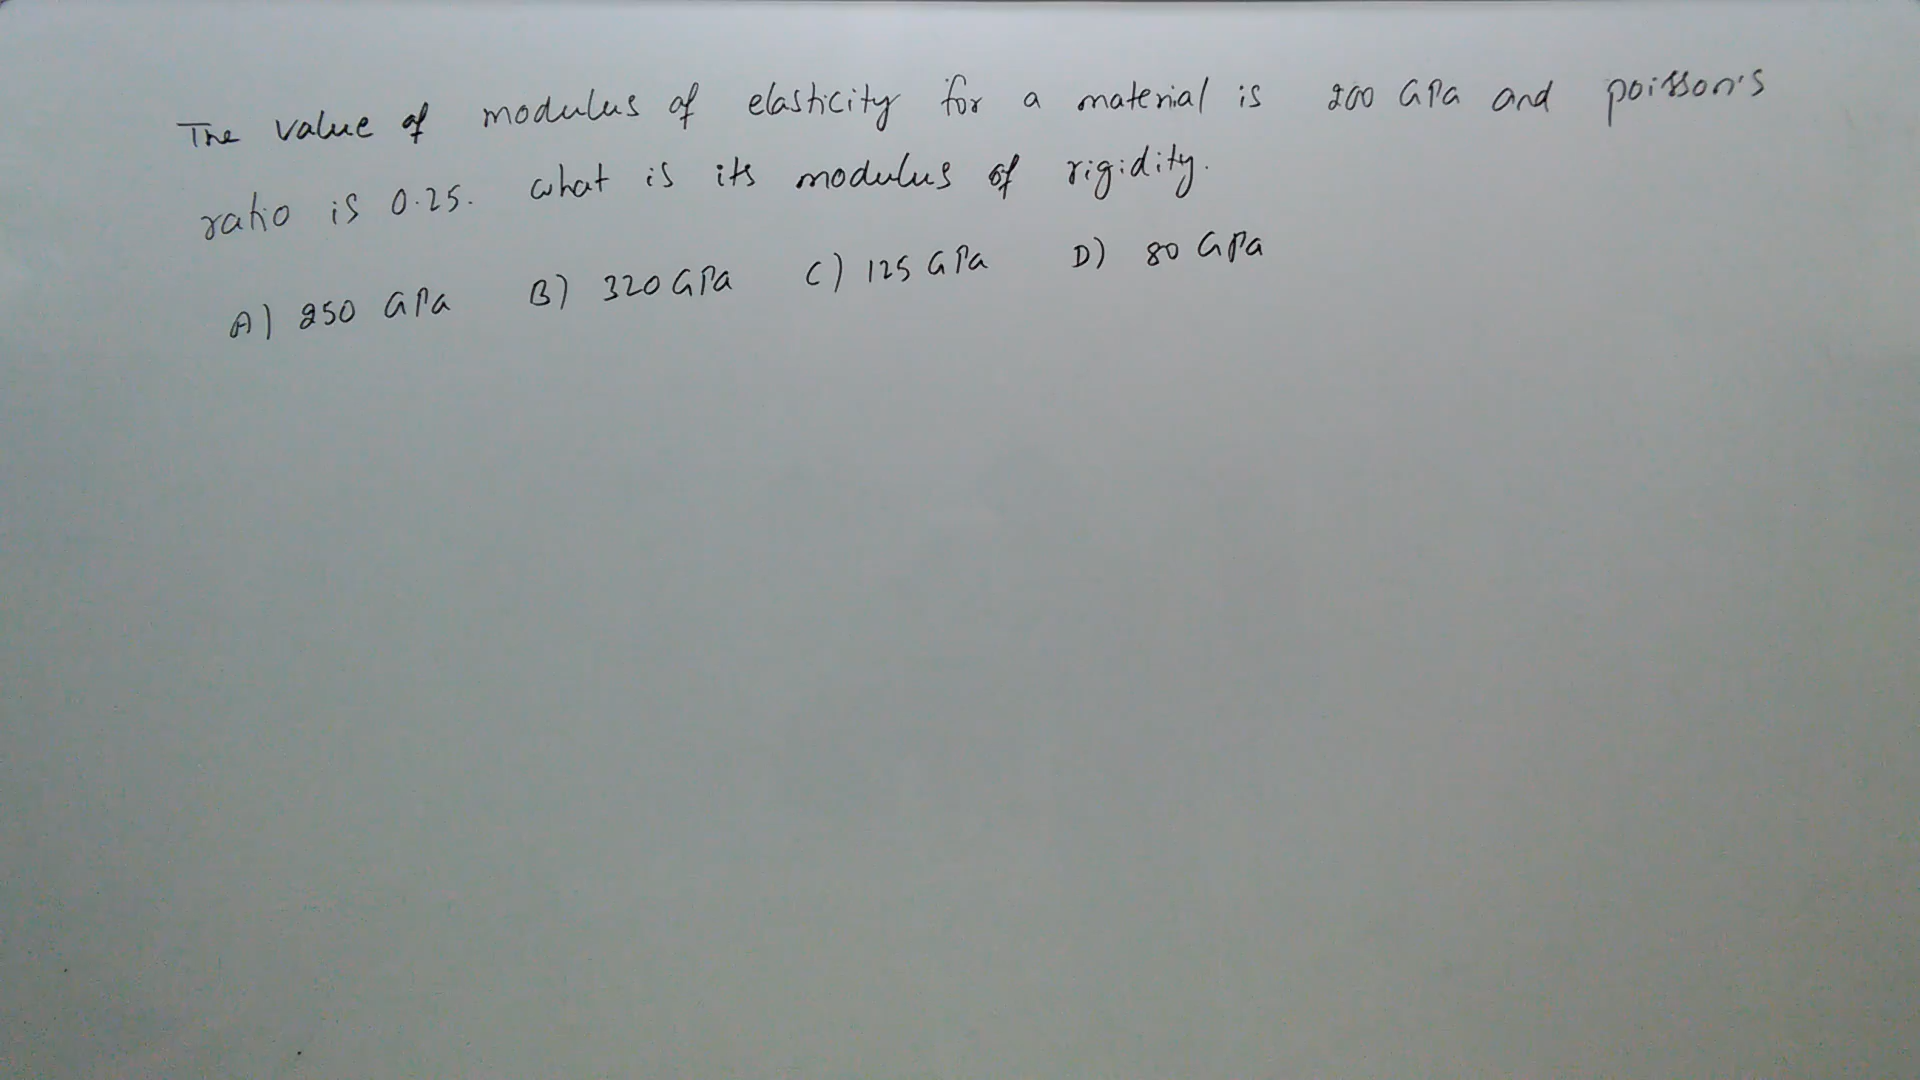 The value of modulus of elasticity for a material is 200 GPa and poisson's
ratio is 0.25. what is its modulus of rigidity.
A) 250 GPa B) 320 GPa C) 125 GPa D) 80 GPa